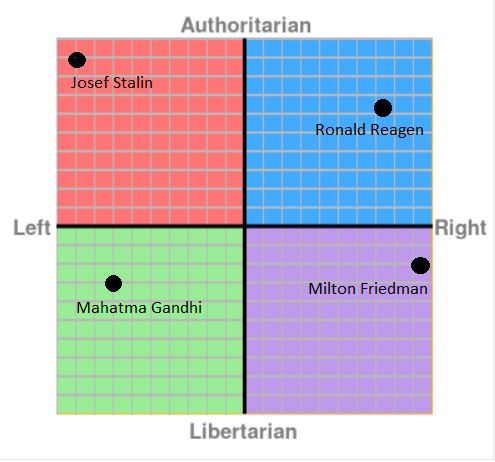 Authoritarian
Josef Stalin
Ronald Reagen
Left
Right
Milton Friedman
Mahatma Gandhi
Libertarian